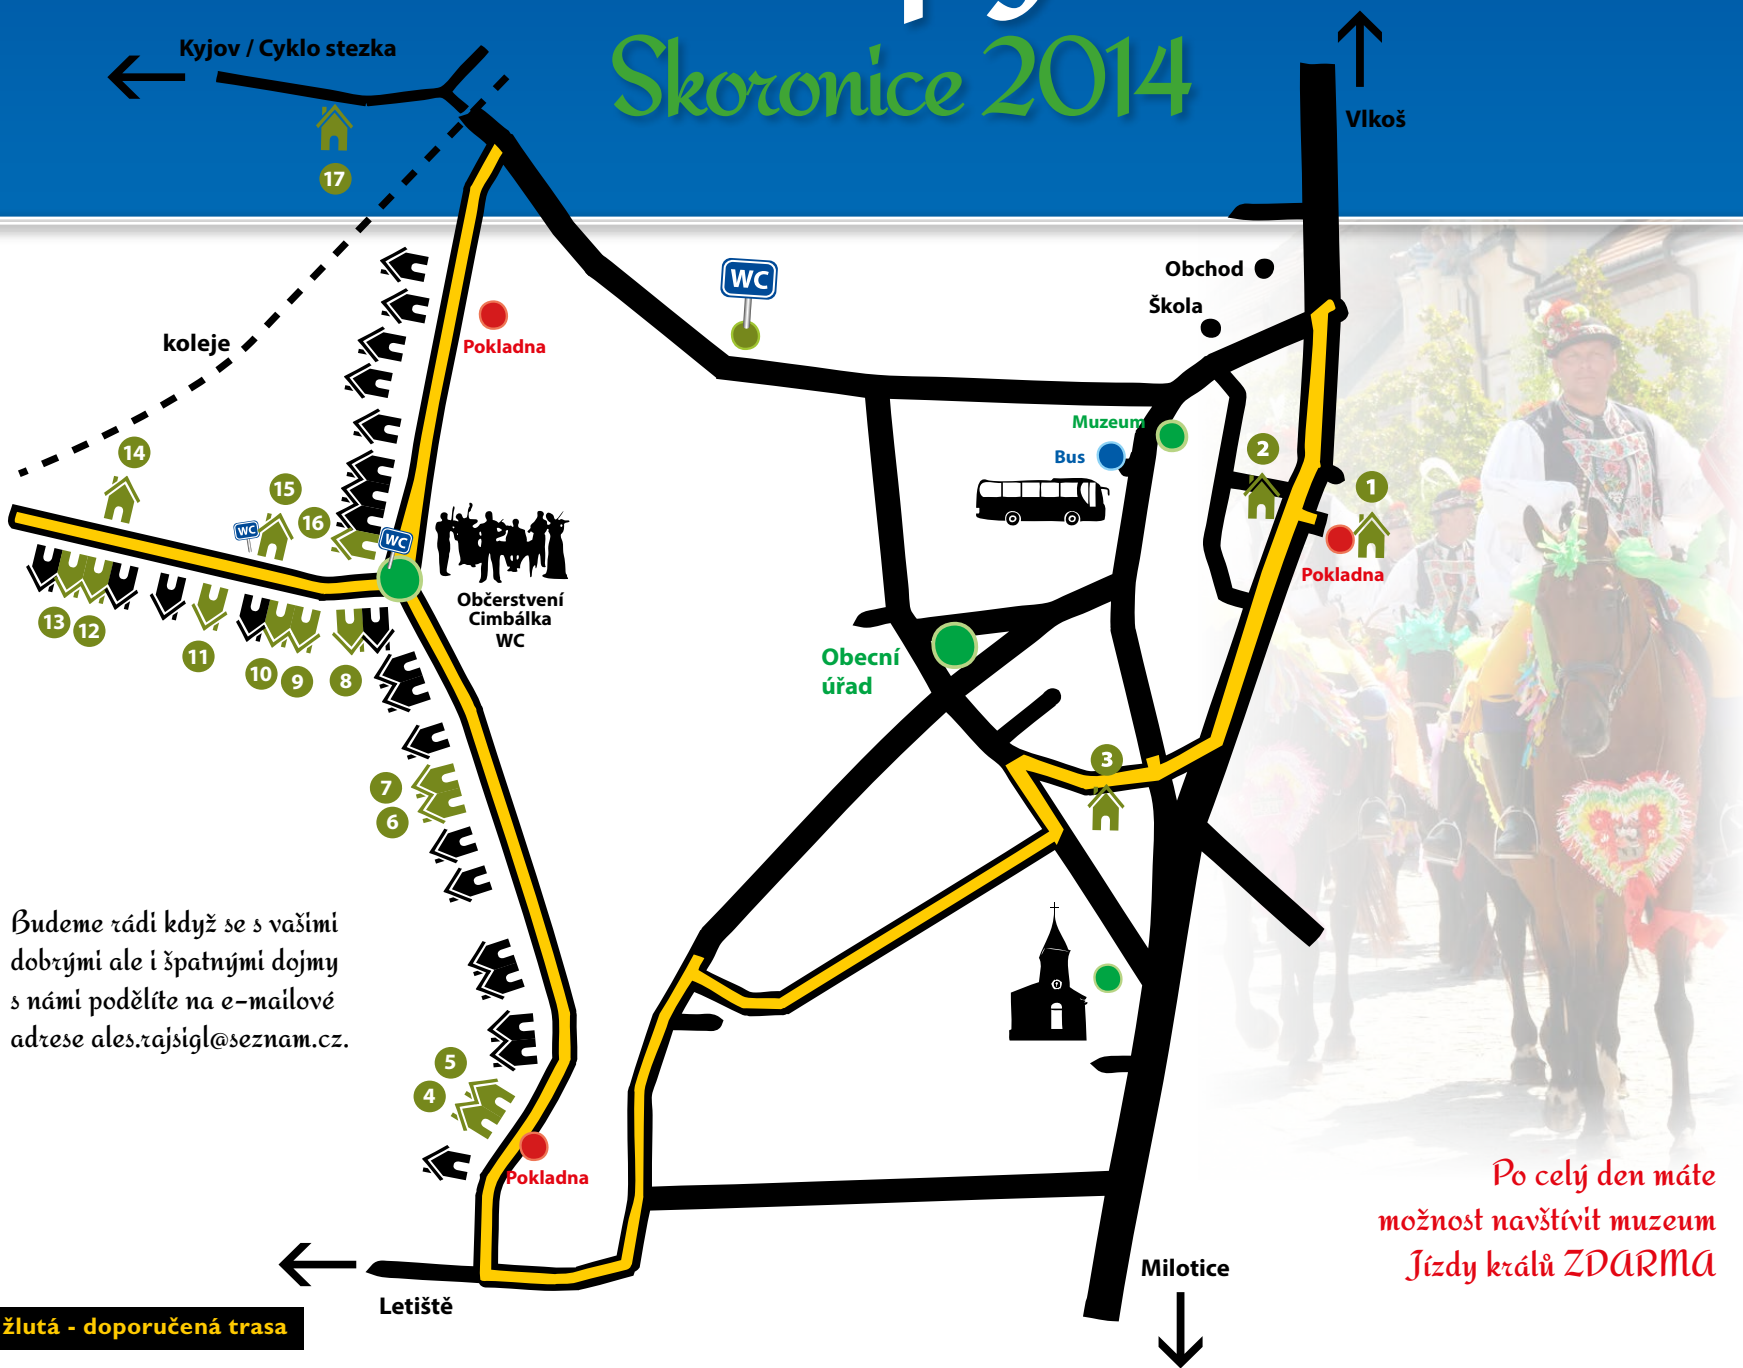 Skoronice 2014
Kyjov / Cyklo stezka
Vlkoš
17
WC
Obchod
Škola
koleje
Pokladna
Muzeum
Bus
2
1
14
15
16
WC
WC
Pokladna
Občerstvení
Cimbálka
WC
13
12
11
10
9
8
Obecní
úřad
3
7
6
Budeme rádi když se s vašimi
dobrými ale i špatnými dojmy
s námi podělíte na e-mailové
adrese ales.rajsigl@seznam.cz.
5
4
Pokladna
Po celý den máte
možnost navštívit muzeum
Jízdy králů ZDARMA
Milotice
Letiště
žlutá - doporučená trasa